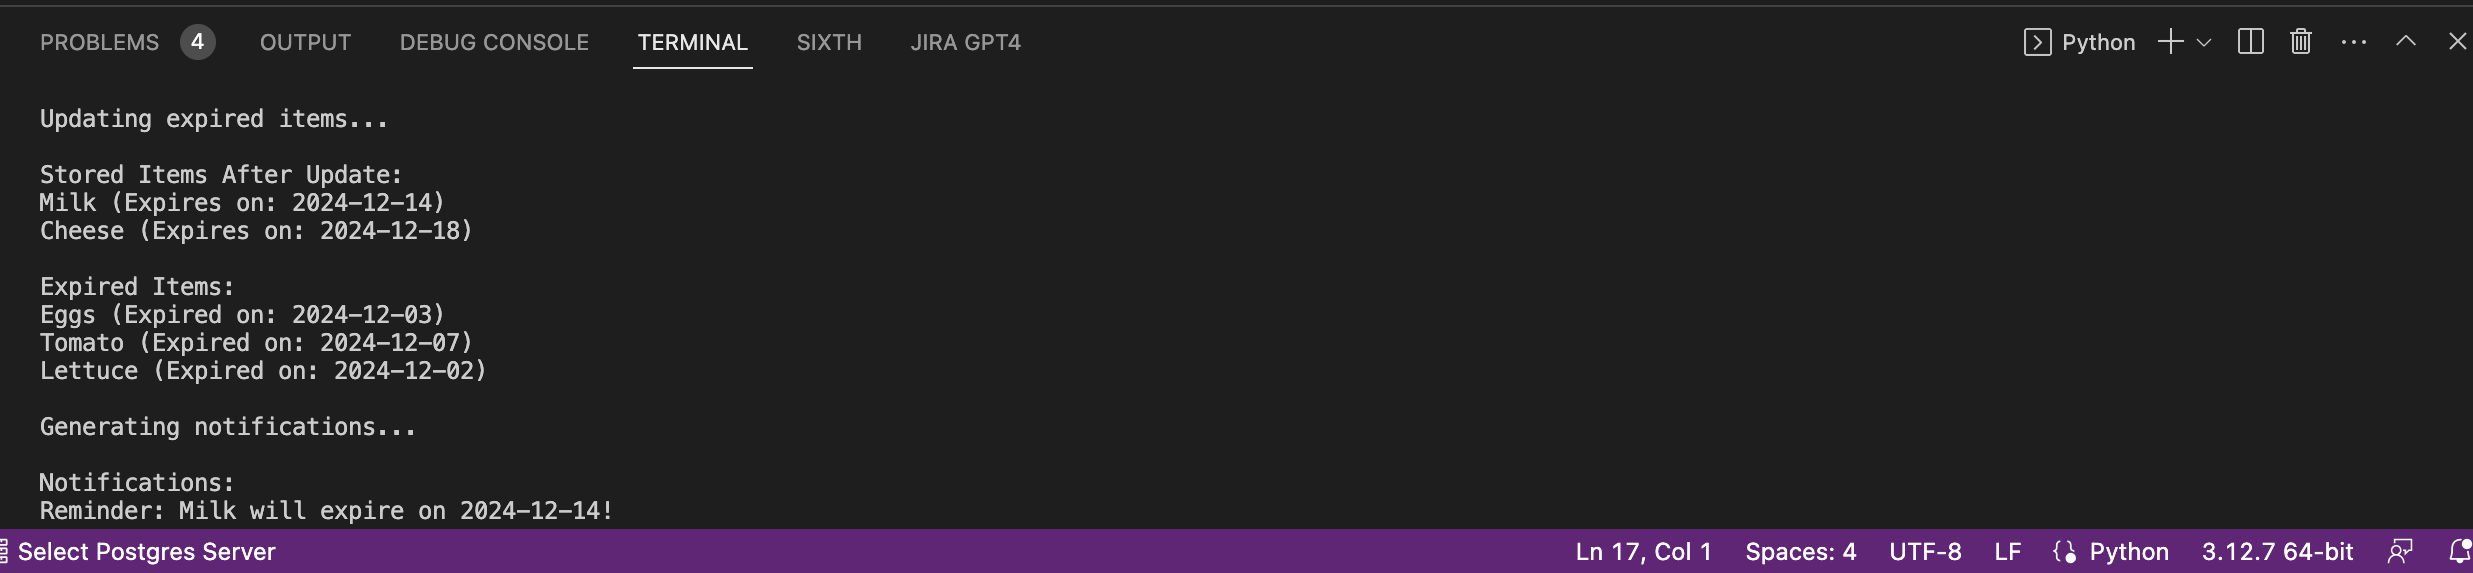 PROBLEMS 4 OUTPUT DEBUG CONSOLE TERMINAL SIXTH JIRA GPT4 Python
Updating expired items...
Stored Items After Update:
Milk (Expires on: 2024-12-14)
Cheese (Expires on: 2024-12-18)
Expired Items:
Eggs (Expired on: 2024-12-03)
Tomato (Expired on: 2024-12-07)
Lettuce (Expired on: 2024-12-02)
Generating notifications...
Notifications:
Reminder: Milk will expire on 2024-12-14!
Select Postgres Server Ln 17, Col 1 Spaces: 4 UTF-8 LF Python 3.12.7 64-bit